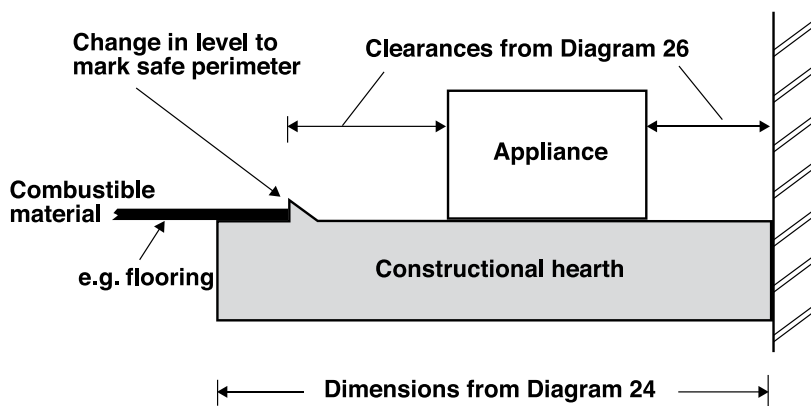 Change in level to
mark safe perimeter
Clearances from Diagram 26
Appliance
Combustible
material
e.g. flooring
Constructional hearth
Dimensions from Diagram 24